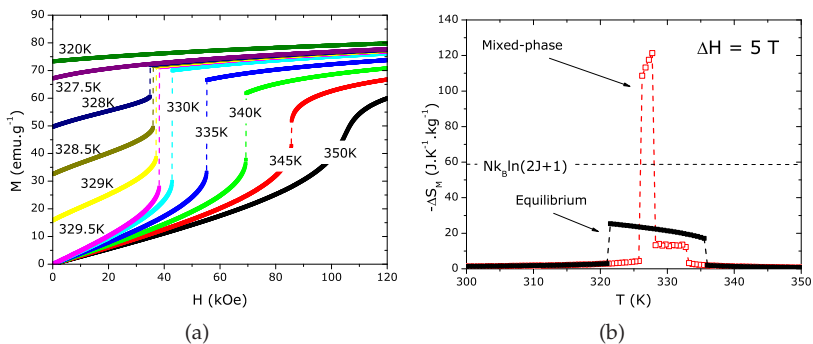 90
80
70
60
50
40
30
20
10
0
M (emu.g⁻¹)
320K
327.5K
328K
328.5K
329K
329.5K
330K
335K
340K
345K
350K
0 20 40 60 80 100 120
H (kOe)
(a)
140
120
100
80
60
40
20
0
-ΔS_M (J.K⁻¹.kg⁻¹)
Mixed-phase
ΔH = 5 T
Nk_B ln(2J+1)
Equilibrium
300 310 320 330 340 350
T (K)
(b)